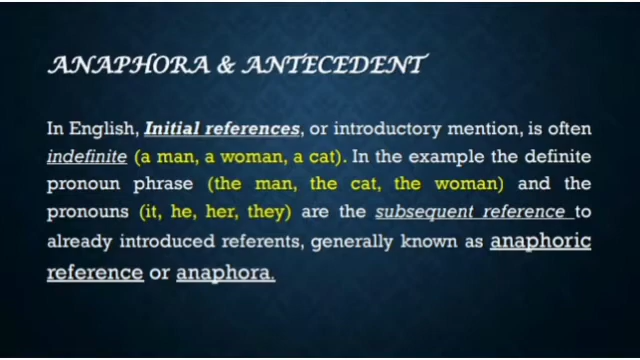 ANAPHORA & ANTECEDENT
In English, Initial references, or introductory mention, is often
indefinite (a man, a woman, a cat). In the example the definite
pronoun phrase (the man, the cat, the woman) and the
pronouns (it, he, her, they) are the subsequent reference to
already introduced referents, generally known as anaphoric
reference or anaphora.